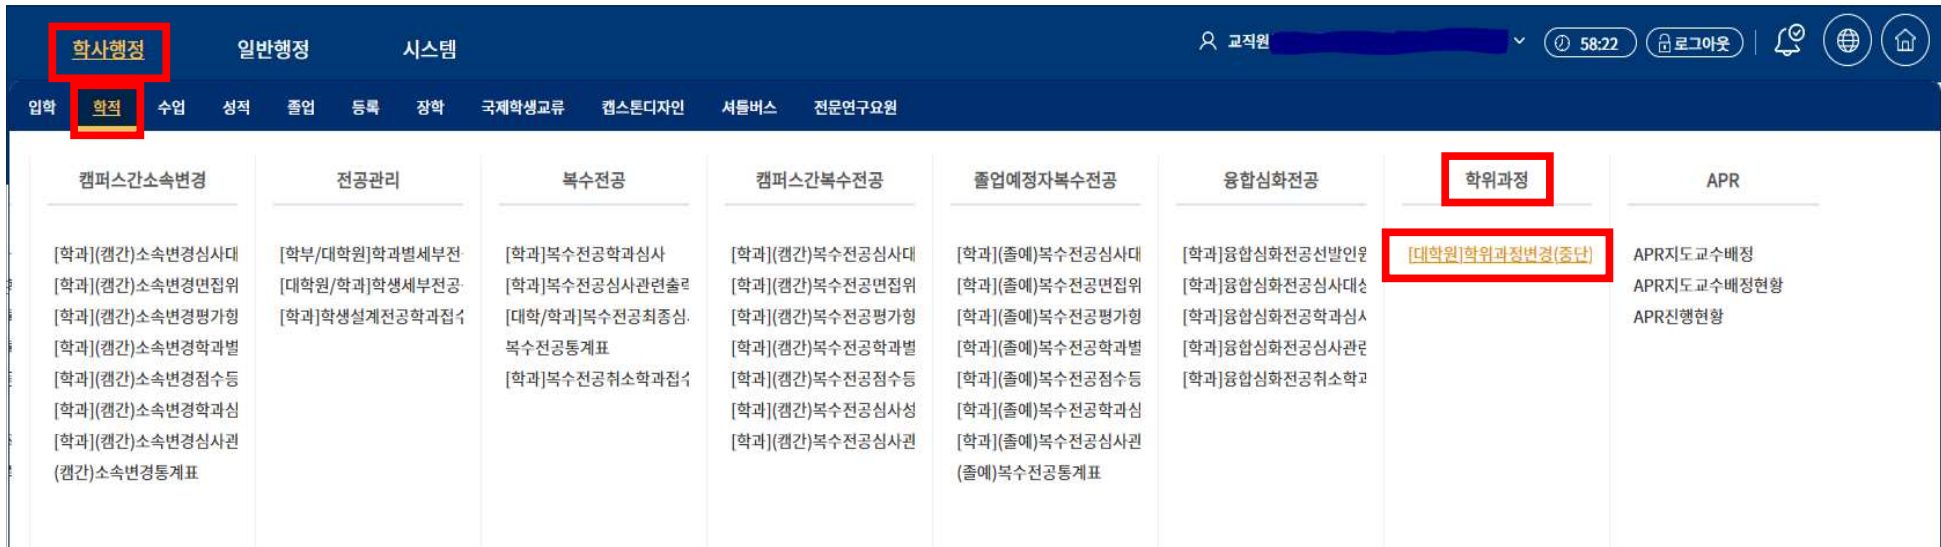 학사행정 일반행정 시스템 교직원 58:22 로그아웃
입학 학적 수업 성적 졸업 등록 장학 국제학생교류 캡스톤디자인 셔틀버스 전문연구요원
캠퍼스간소속변경
[학과](캠간)소속변경심사대
[학과](캠간)소속변경면접위
[학과](캠간)소속변경평가항
[학과](캠간)소속변경학과별
[학과](캠간)소속변경점수등
[학과](캠간)소속변경학과심
[학과](캠간)소속변경심사관
(캠간)소속변경통계표
전공관리
[학부/대학원]학과별세부전
[대학원/학과]학생세부전공
[학과]학생설계전공학과접수
복수전공
[학과]복수전공학과심사
[학과]복수전공심사관련출력
[대학/학과]복수전공최종심
복수전공통계표
[학과]복수전공취소학과접수
캠퍼스간복수전공
[학과](캠간)복수전공심사대
[학과](캠간)복수전공면접위
[학과](캠간)복수전공평가항
[학과](캠간)복수전공학과별
[학과](캠간)복수전공점수등
[학과](캠간)복수전공심사성
[학과](캠간)복수전공심사관
졸업예정자복수전공
[학과](졸예)복수전공심사대
[학과](졸예)복수전공면접위
[학과](졸예)복수전공평가항
[학과](졸예)복수전공학과별
[학과](졸예)복수전공점수등
[학과](졸예)복수전공학과심
[학과](졸예)복수전공심사관
(졸예)복수전공통계표
융합심화전공
[학과]융합심화전공선발인원
[학과]융합심화전공심사대상
[학과]융합심화전공학과심사
[학과]융합심화전공심사관련
[학과]융합심화전공취소학과
학위과정
[대학원]학위과정변경(중단)
APR
APR지도교수배정
APR지도교수배정현황
APR진행현황